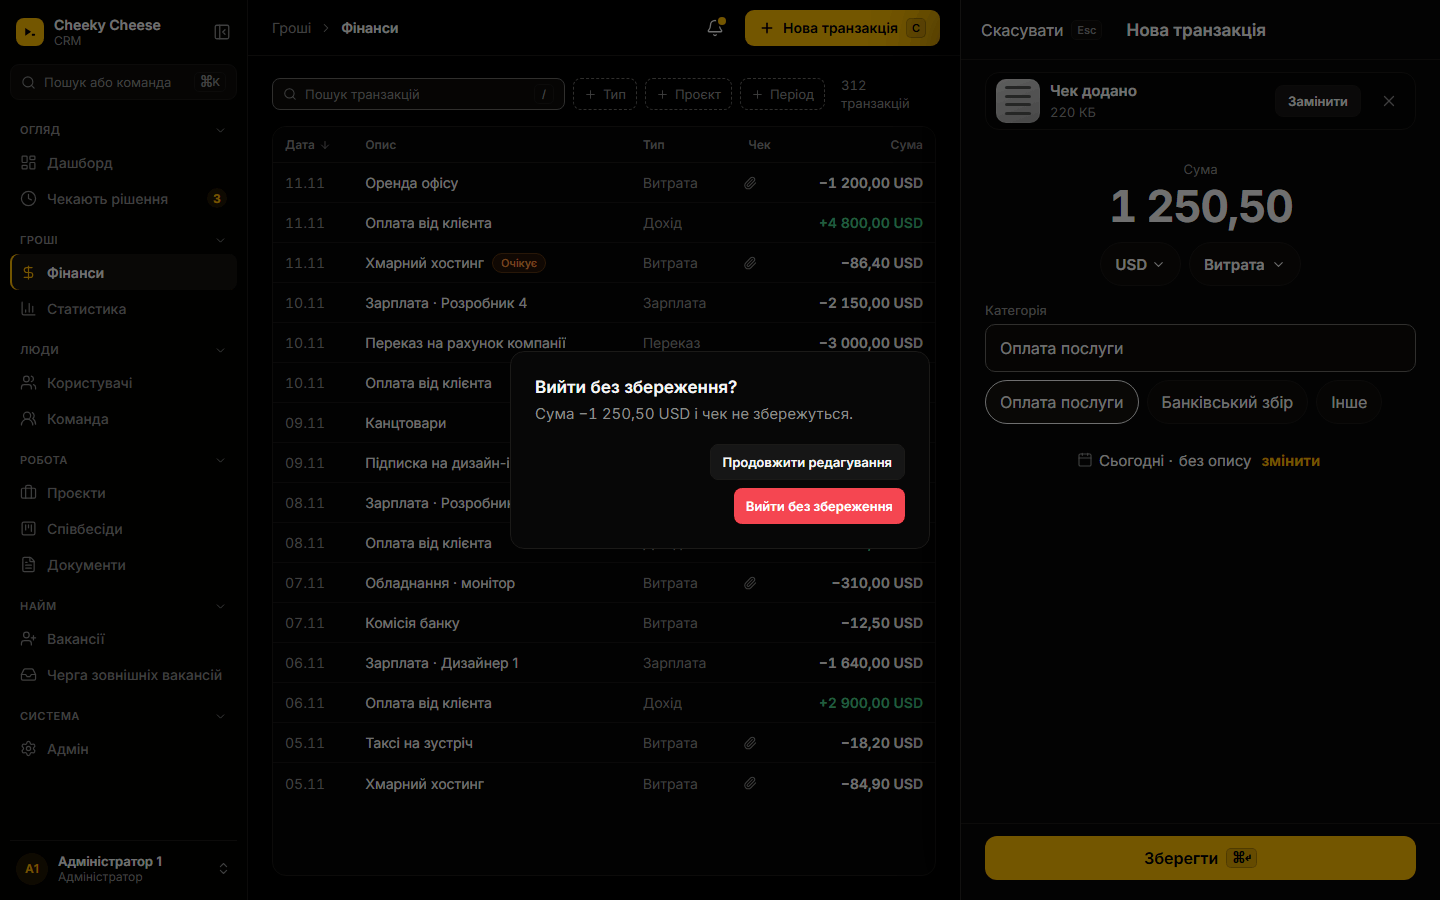 Cheeky Cheese
CRM
Пошук або команда ⌘K
ОГЛЯД
Дашборд
Чекають рішення 3
ГРОШІ
Фінанси
Статистика
ЛЮДИ
Користувачі
Команда
РОБОТА
Проєкти
Співбесіди
Документи
НАЙМ
Вакансії
Черга зовнішніх вакансій
СИСТЕМА
Адмін
А1 Адміністратор 1
Адміністратор
Гроші > Фінанси
+ Нова транзакція C
Пошук транзакцій /
+ Тип
+ Проєкт
+ Період
312
транзакцій
Дата ↓ Опис Тип Чек Сума
11.11 Оренда офісу Витрата −1 200,00 USD
11.11 Оплата від клієнта Дохід +4 800,00 USD
11.11 Хмарний хостинг Очікує Витрата −86,40 USD
10.11 Зарплата · Розробник 4 Зарплата −2 150,00 USD
10.11 Переказ на рахунок компанії Переказ −3 000,00 USD
10.11 Оплата від клієнта
09.11 Канцтовари
09.11 Підписка на дизайн-і
08.11 Зарплата · Розробник
08.11 Оплата від клієнта
07.11 Обладнання · монітор Витрата −310,00 USD
07.11 Комісія банку Витрата −12,50 USD
06.11 Зарплата · Дизайнер 1 Зарплата −1 640,00 USD
06.11 Оплата від клієнта Дохід +2 900,00 USD
05.11 Таксі на зустріч Витрата −18,20 USD
05.11 Хмарний хостинг Витрата −84,90 USD
Вийти без збереження?
Сума −1 250,50 USD і чек не збережуться.
Продовжити редагування
Вийти без збереження
Скасувати Esc Нова транзакція
Чек додано
220 КБ
Замінити
Сума
1 250,50
USD
Витрата
Категорія
Оплата послуги
Оплата послуги
Банківський збір
Інше
Сьогодні · без опису змінити
Зберегти ⌘↵